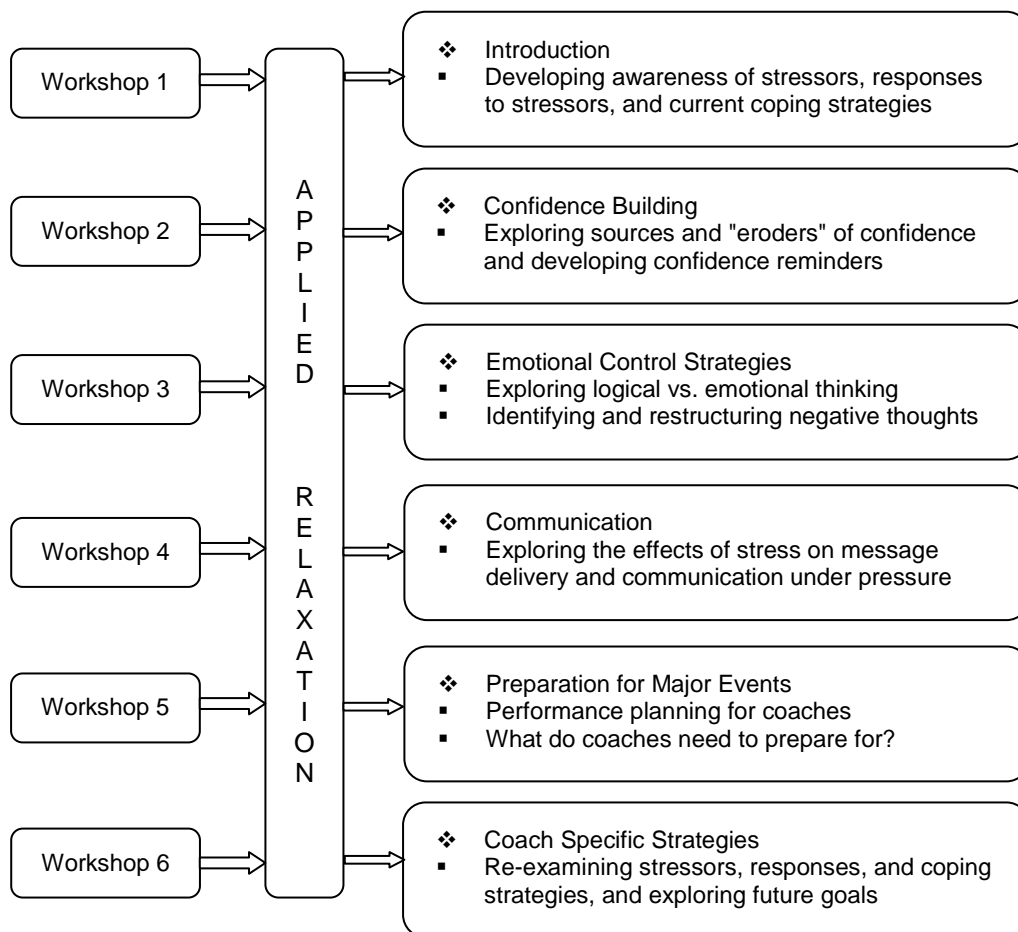 Workshop 1
❖ Introduction
▪ Developing awareness of stressors, responses
to stressors, and current coping strategies
Workshop 2
❖ Confidence Building
▪ Exploring sources and "eroders" of confidence
and developing confidence reminders
Workshop 3
❖ Emotional Control Strategies
▪ Exploring logical vs. emotional thinking
▪ Identifying and restructuring negative thoughts
Workshop 4
❖ Communication
▪ Exploring the effects of stress on message
delivery and communication under pressure
Workshop 5
❖ Preparation for Major Events
▪ Performance planning for coaches
▪ What do coaches need to prepare for?
Workshop 6
❖ Coach Specific Strategies
▪ Re-examining stressors, responses, and coping
strategies, and exploring future goals
APPLIED
RELAXATION